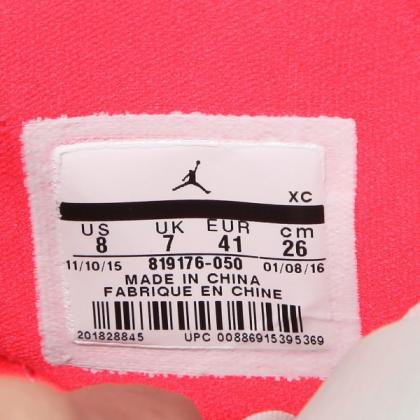 XC
US UK EUR cm
8 7 41 26
11/10/15 819176-050 01/08/16
MADE IN CHINA
FABRIQUE EN CHINE
201828845 UPC 00886915395369